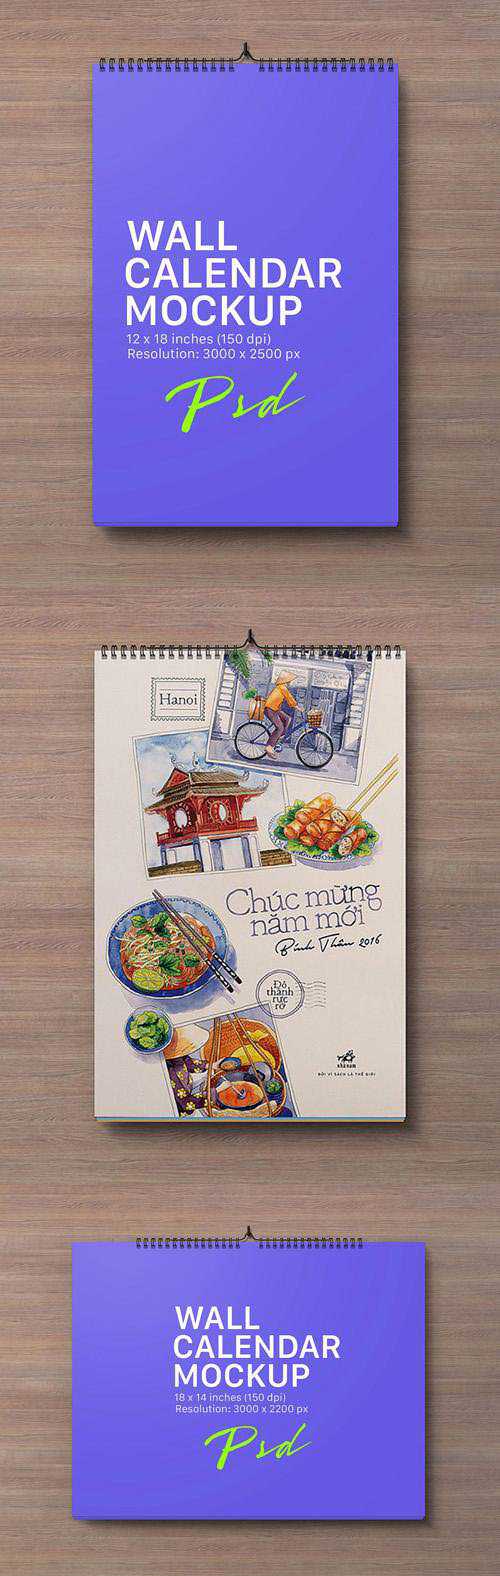 WALL
CALENDAR
MOCKUP
12 x 18 inches (150 dpi)
Resolution: 3000 x 2500 px
Psd
Hanoi
Chúc mừng
năm mới
Bính Thân 2016
Đô
thành
rực
rỡ
nhã nam
BỞI VÌ SÁCH LÀ THẾ GIỚI
WALL
CALENDAR
MOCKUP
18 x 14 inches (150 dpi)
Resolution: 3000 x 2200 px
Psd